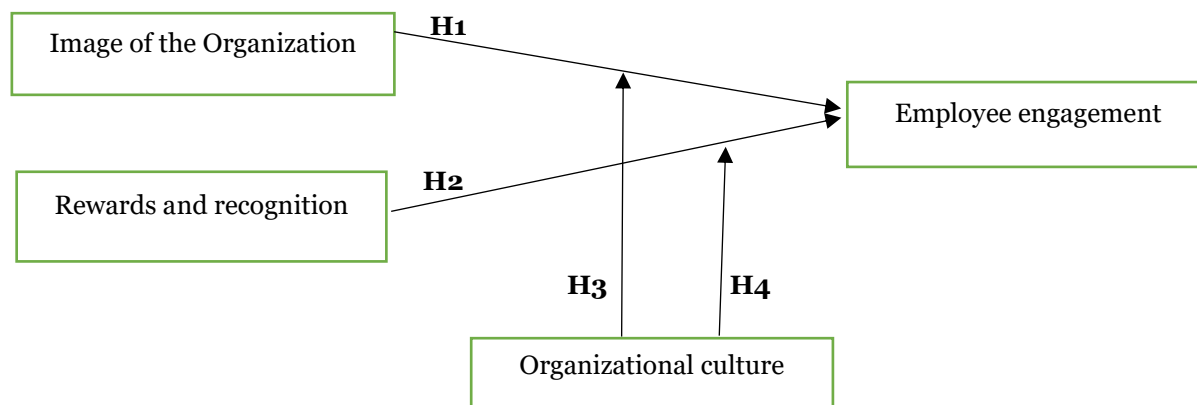 Image of the Organization
H1
Employee engagement
H2
Rewards and recognition
H3
H4
Organizational culture